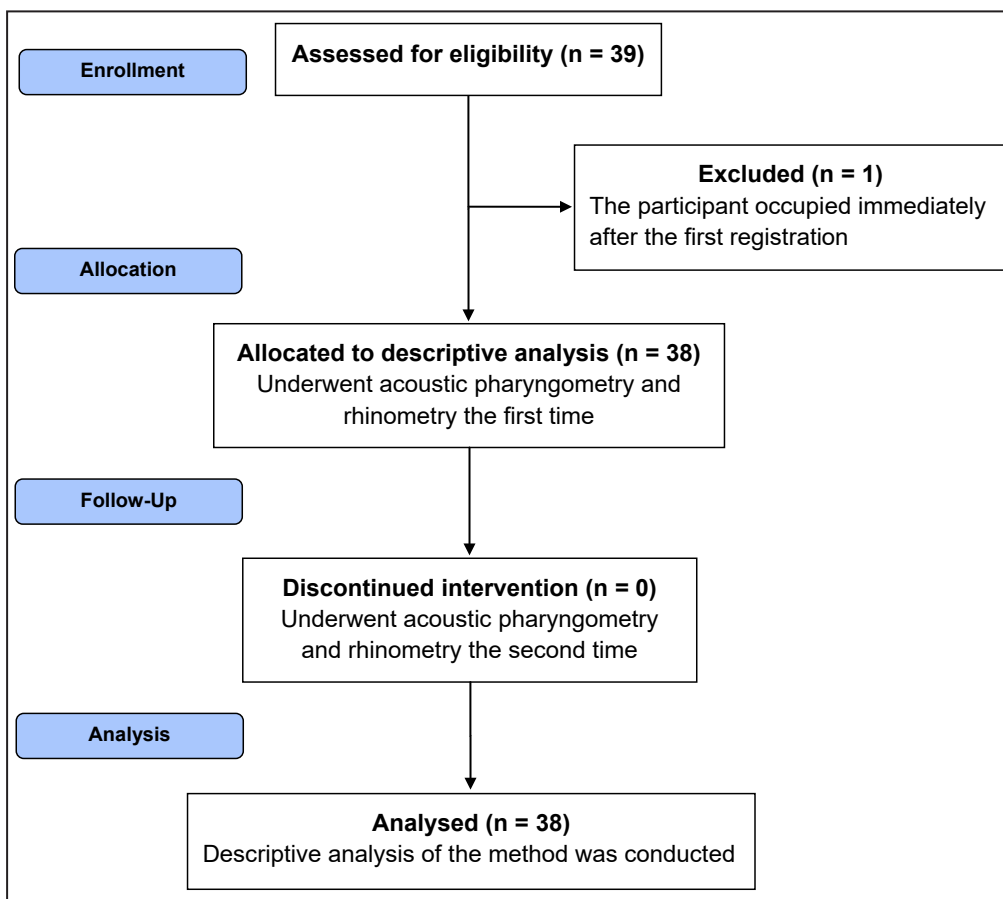 Enrollment
Assessed for eligibility (n = 39)
Excluded (n = 1)
The participant occupied immediately
after the first registration
Allocation
Allocated to descriptive analysis (n = 38)
Underwent acoustic pharyngometry and
rhinometry the first time
Follow-Up
Discontinued intervention (n = 0)
Underwent acoustic pharyngometry
and rhinometry the second time
Analysis
Analysed (n = 38)
Descriptive analysis of the method was conducted